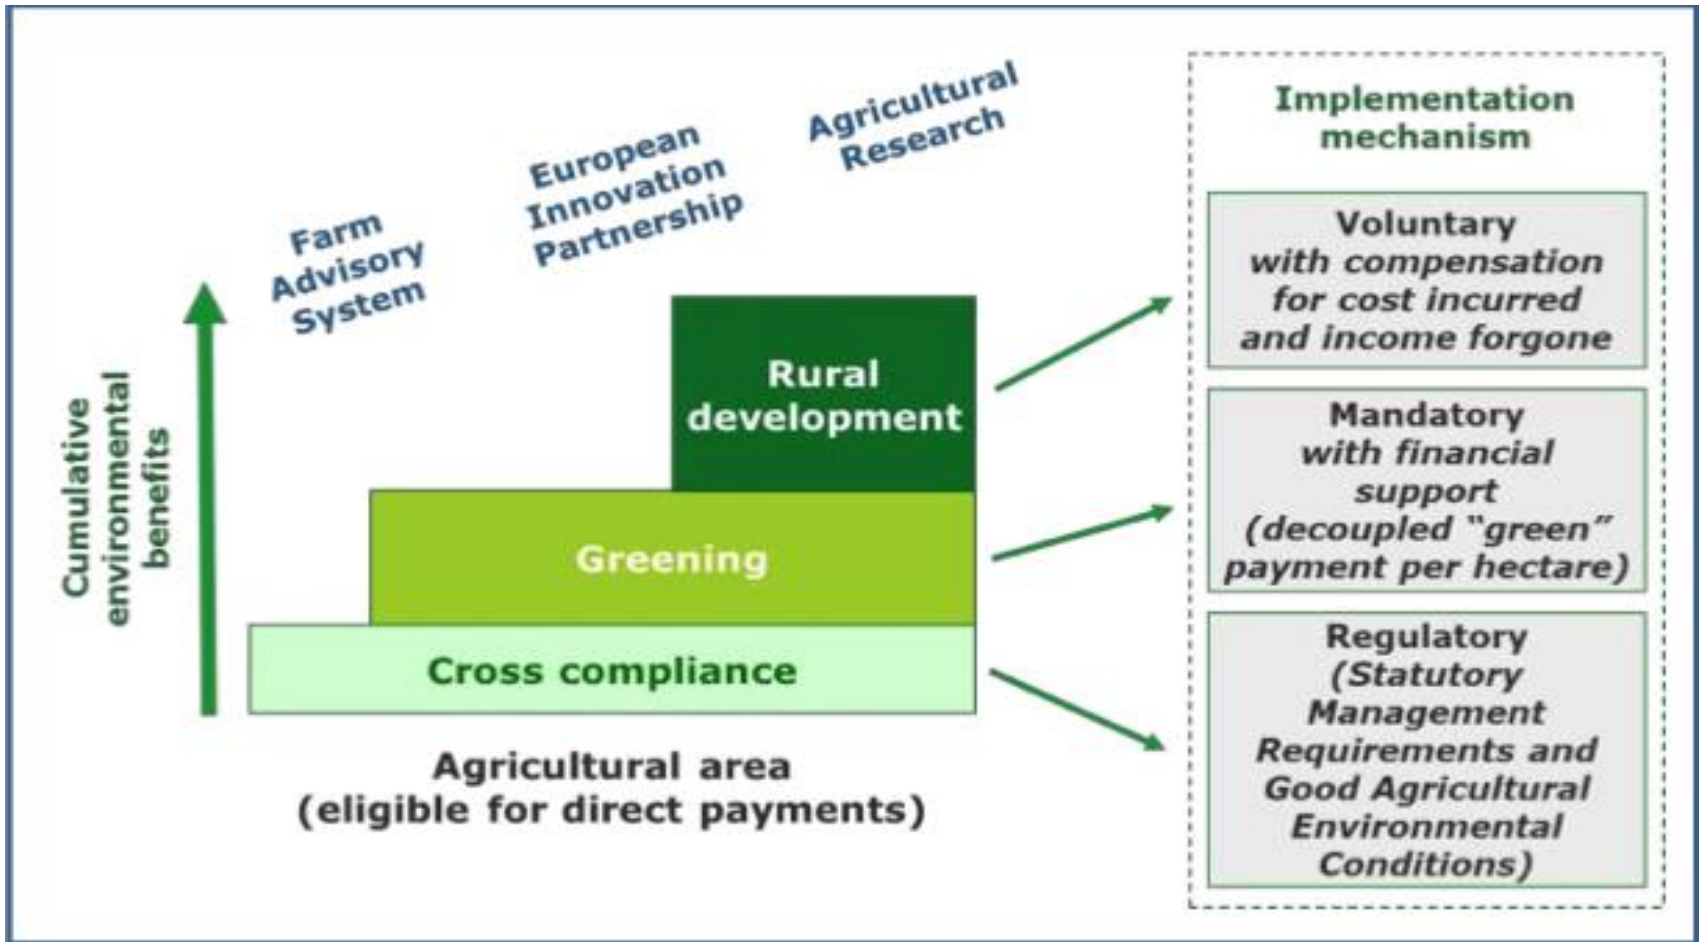 Agricultural
Research
European
Innovation
Partnership
Farm
Advisory
System
Cumulative
environmental
benefits
Rural
development
Greening
Cross compliance
Agricultural area
(eligible for direct payments)
Implementation
mechanism
Voluntary
with compensation
for cost incurred
and income forgone
Mandatory
with financial
support
(decoupled “green”
payment per hectare)
Regulatory
(Statutory
Management
Requirements and
Good Agricultural
Environmental
Conditions)